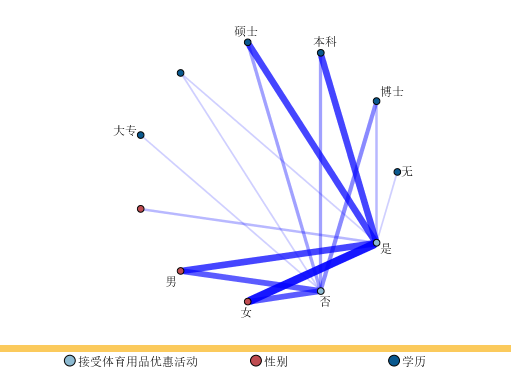 硕士
本科
博士
大专
无
是
男
否
女
接受体育用品优惠活动
性别
学历